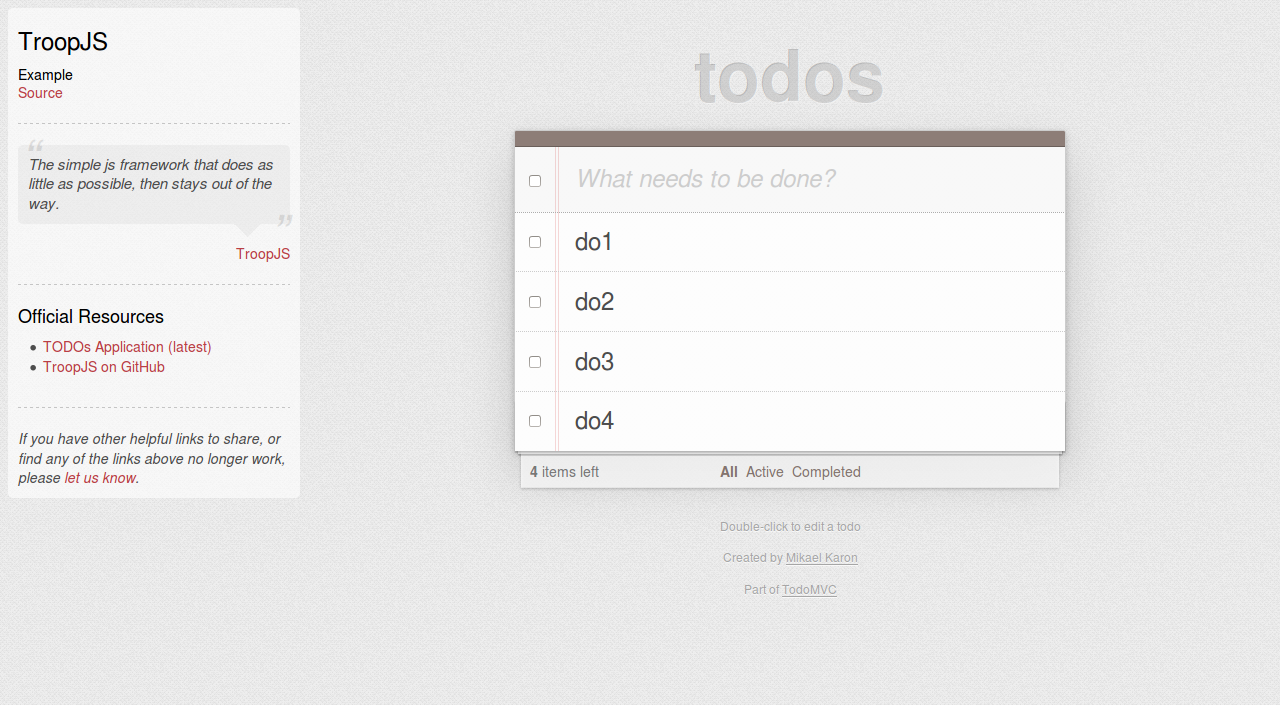 TroopJS
Example
Source
“
The simple js framework that does as
little as possible, then stays out of the
way.
”
TroopJS
Official Resources
TODOs Application (latest)
TroopJS on GitHub
If you have other helpful links to share, or
find any of the links above no longer work,
please let us know.
todos
What needs to be done?
do1
do2
do3
do4
4 items left All Active Completed
Double-click to edit a todo
Created by Mikael Karon
Part of TodoMVC